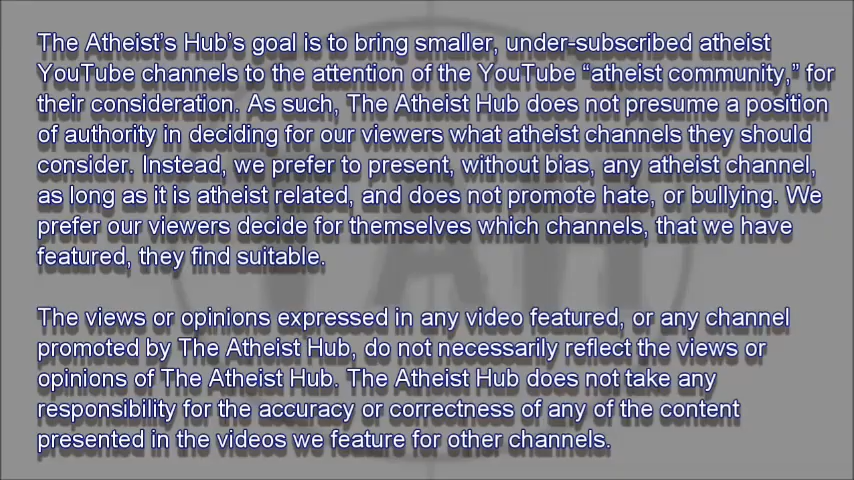 The Atheist's Hub's goal is to bring smaller, under-subscribed atheist
YouTube channels to the attention of the YouTube “atheist community,” for
their consideration. As such, The Atheist Hub does not presume a position
of authority in deciding for our viewers what atheist channels they should
consider. Instead, we prefer to present, without bias, any atheist channel,
as long as it is atheist related, and does not promote hate, or bullying. We
prefer our viewers decide for themselves which channels, that we have
featured, they find suitable.
The views or opinions expressed in any video featured, or any channel
promoted by The Atheist Hub, do not necessarily reflect the views or
opinions of The Atheist Hub. The Atheist Hub does not take any
responsibility for the accuracy or correctness of any of the content
presented in the videos we feature for other channels.